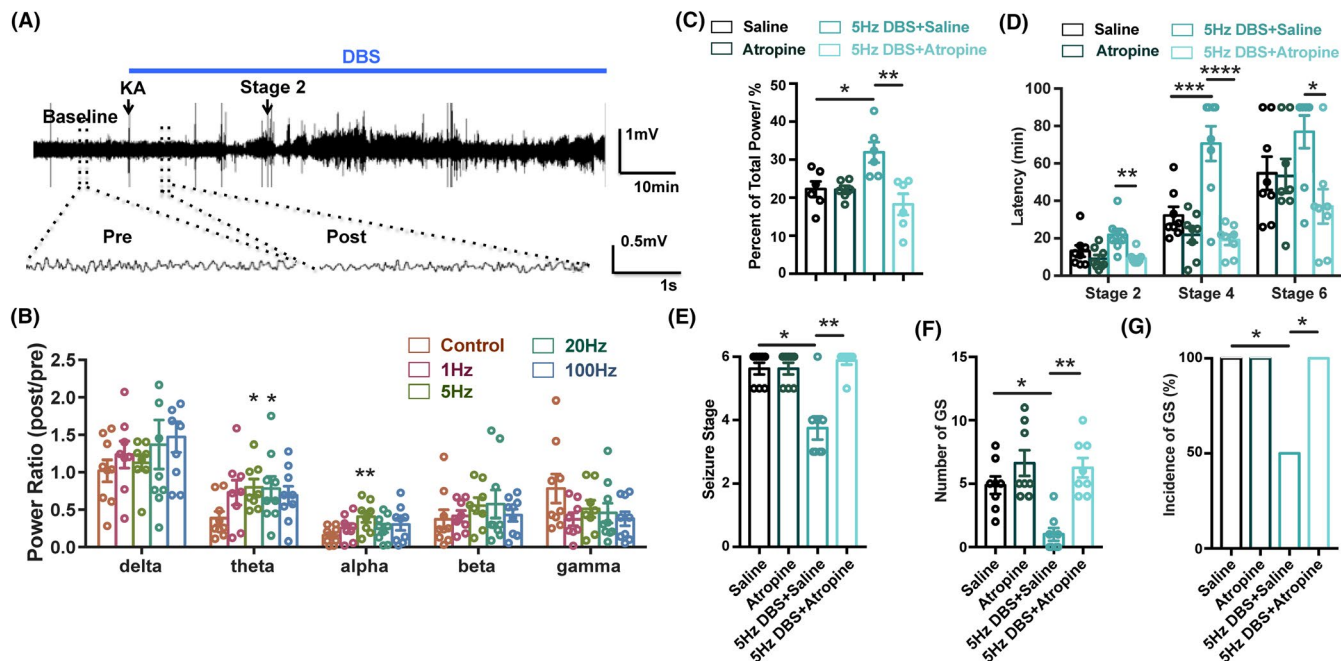 (A)
DBS
KA
Stage 2
Baseline
1mV
10min
Pre
Post
0.5mV
1s
(B)
Control
20Hz
1Hz
100Hz
5Hz
Power Ratio (post/pre)
2.5
2.0
1.5
1.0
0.5
0.0
* *
**
delta theta alpha beta gamma
(C)
Saline 5Hz DBS+Saline
Atropine 5Hz DBS+Atropine
Percent of Total Power/ %
50
40
30
20
10
0
* **
(D)
Saline 5Hz DBS+Saline
Atropine 5Hz DBS+Atropine
Latency (min)
100
80
60
40
20
0
**
*** ****
*
Stage 2 Stage 4 Stage 6
(E)
Seizure Stage
6
4
2
0
* **
Saline
Atropine
5Hz DBS+Saline
5Hz DBS+Atropine
(F)
Number of GS
15
10
5
0
* **
Saline
Atropine
5Hz DBS+Saline
5Hz DBS+Atropine
(G)
Incidence of GS (%)
100
50
0
* *
Saline
Atropine
5Hz DBS+Saline
5Hz DBS+Atropine